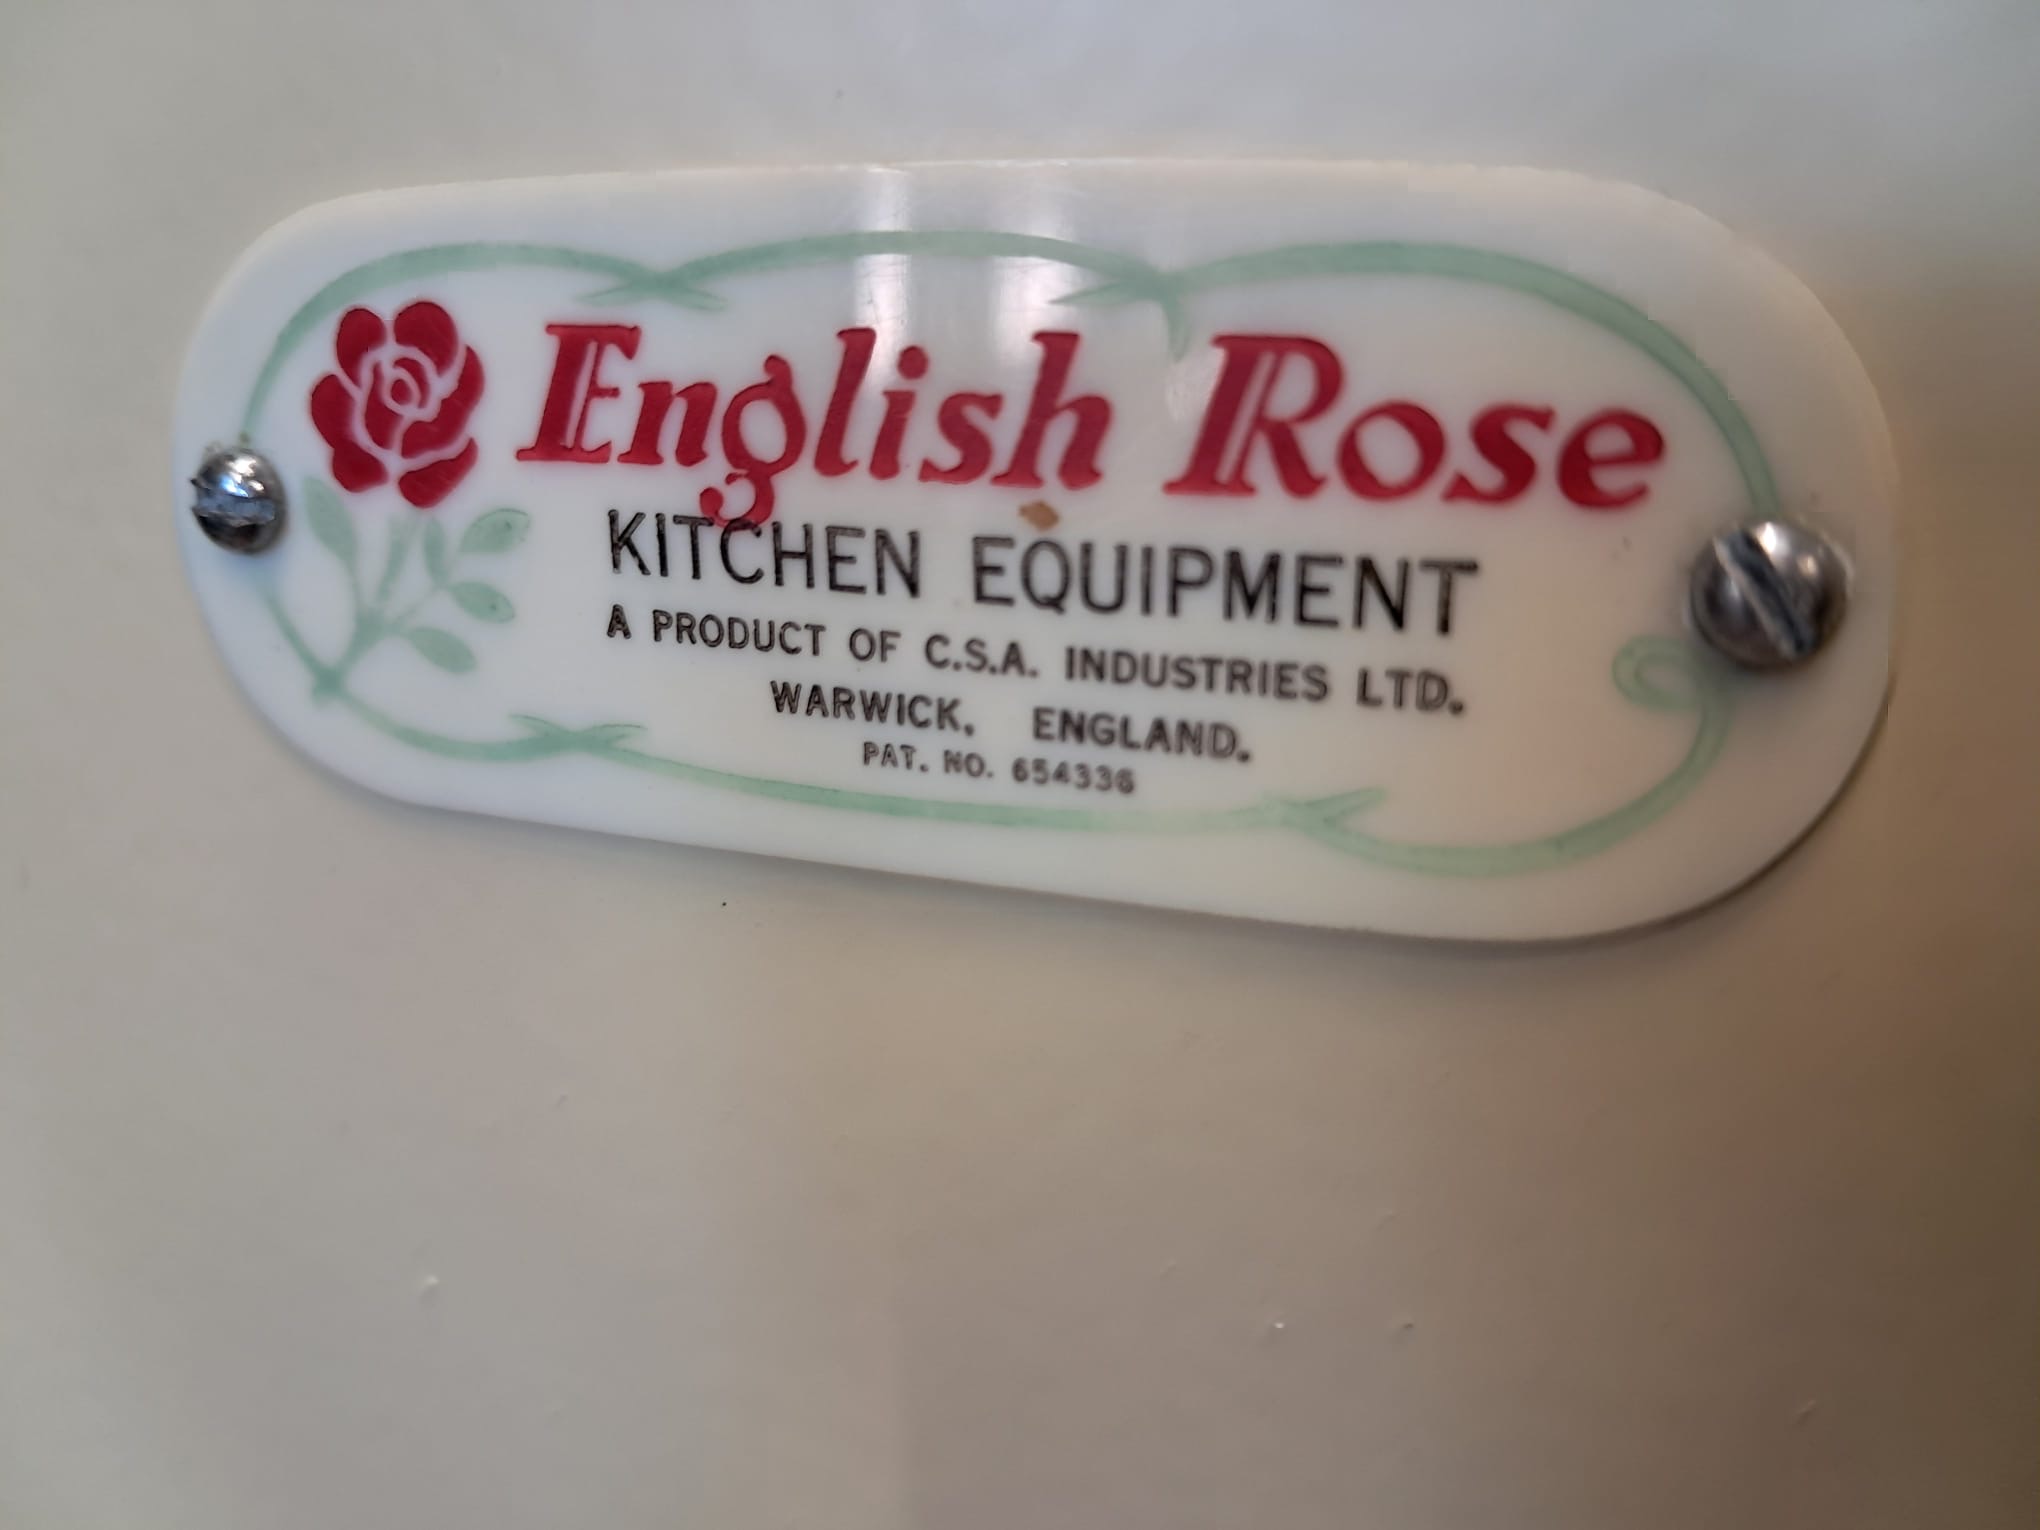 English Rose
KITCHEN EQUIPMENT
A PRODUCT OF C.S.A. INDUSTRIES LTD.
WARWICK, ENGLAND.
PAT. NO. 654336